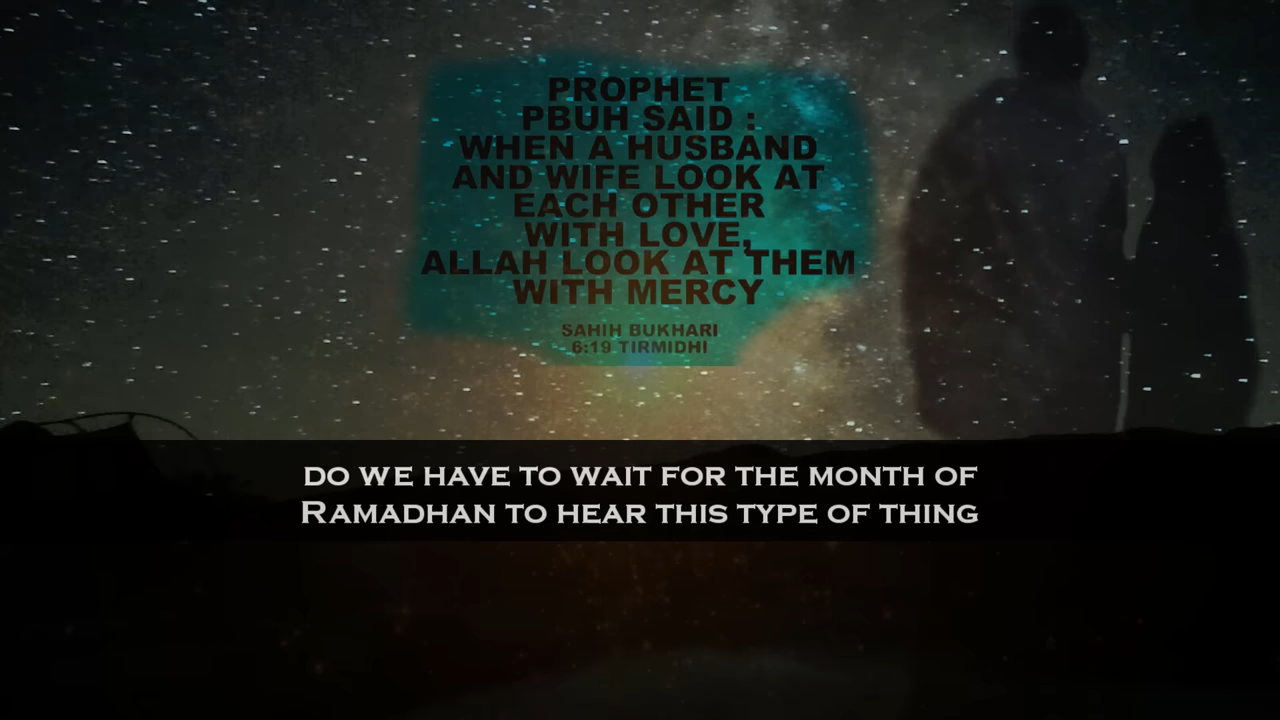 PROPHET
PBUH SAID :
WHEN A HUSBAND
AND WIFE LOOK AT
EACH OTHER
WITH LOVE,
ALLAH LOOK AT THEM
WITH MERCY
SAHIH BUKHARI
6:19 TIRMIDHI
DO WE HAVE TO WAIT FOR THE MONTH OF
RAMADHAN TO HEAR THIS TYPE OF THING